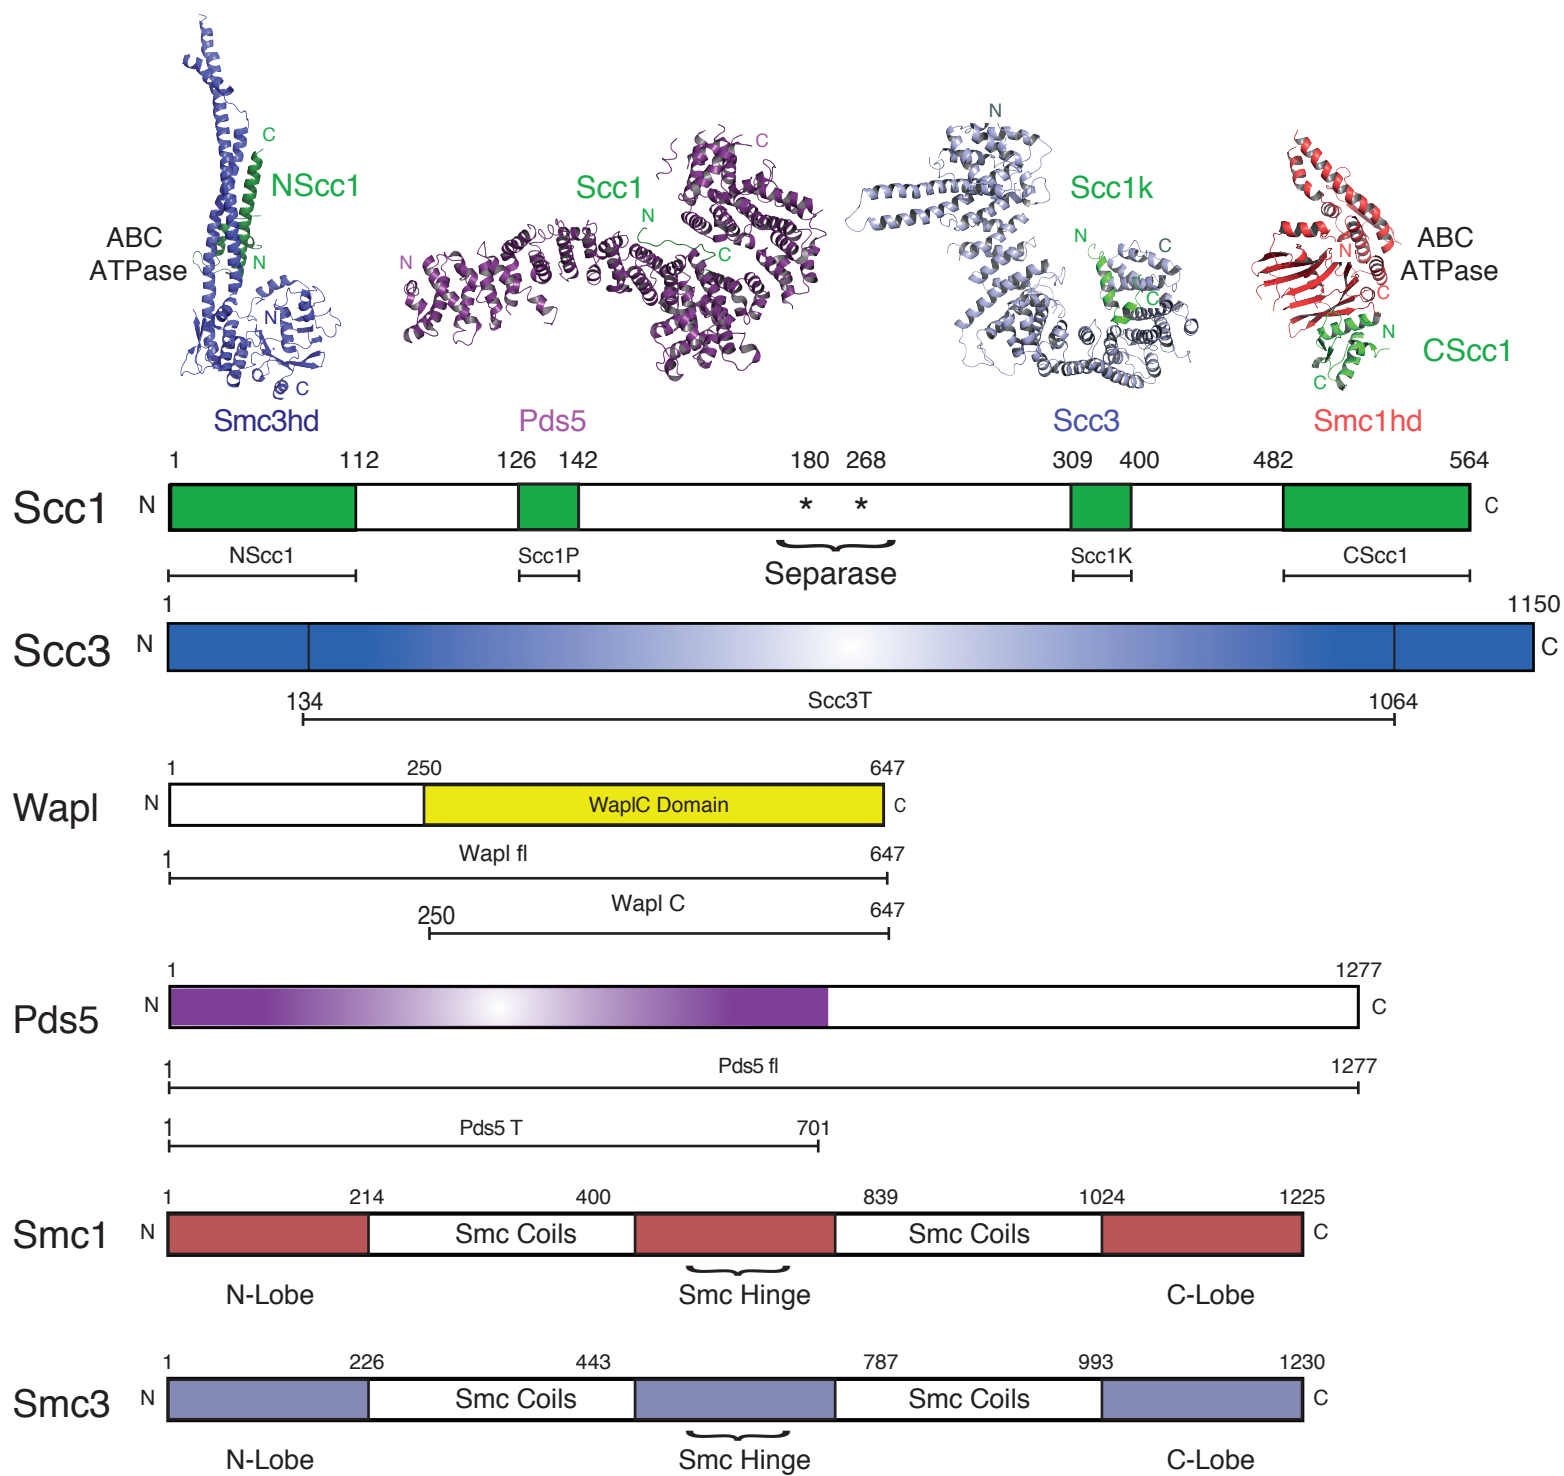 N
C
C
NScc1
Scc1
Scc1k
N
N
C
ABC
ATPase
N
N
C
N
C
C
N
ABC
ATPase
C
N
C
N
CScc1
C
Smc3hd
Pds5
Scc3
Smc1hd
1 112 126 142 180 268 309 400 482 564
Scc1 N * * C
NScc1 Scc1P Separase Scc1K CScc1
1 1150
Scc3 N C
134 Scc3T 1064
1 250 647
Wapl N WaplC Domain C
1 Wapl fl 647
250 Wapl C 647
1 1277
Pds5 N C
1 Pds5 fl 1277
1 Pds5 T 701
1 214 400 839 1024 1225
Smc1 N Smc Coils Smc Coils C
N-Lobe Smc Hinge C-Lobe
1 226 443 787 993 1230
Smc3 N Smc Coils Smc Coils C
N-Lobe Smc Hinge C-Lobe